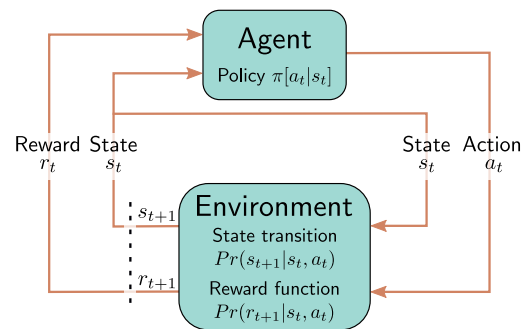 Agent
Policy π[a_t|s_t]
Reward State State Action
r_t s_t s_t a_t
s_{t+1} Environment
State transition
Pr(s_{t+1}|s_t, a_t)
r_{t+1} Reward function
Pr(r_{t+1}|s_t, a_t)